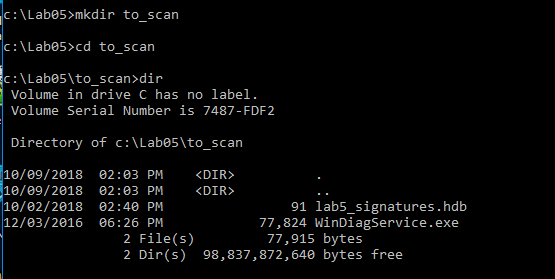 c:\Lab05>mkdir to_scan
c:\Lab05>cd to_scan
c:\Lab05\to_scan>dir
 Volume in drive C has no label.
 Volume Serial Number is 7487-FDF2
 Directory of c:\Lab05\to_scan
10/09/2018  02:03 PM    <DIR>          .
10/09/2018  02:03 PM    <DIR>          ..
10/02/2018  02:40 PM                91 lab5_signatures.hdb
12/03/2016  06:26 PM            77,824 WinDiagService.exe
               2 File(s)         77,915 bytes
               2 Dir(s)  98,837,872,640 bytes free